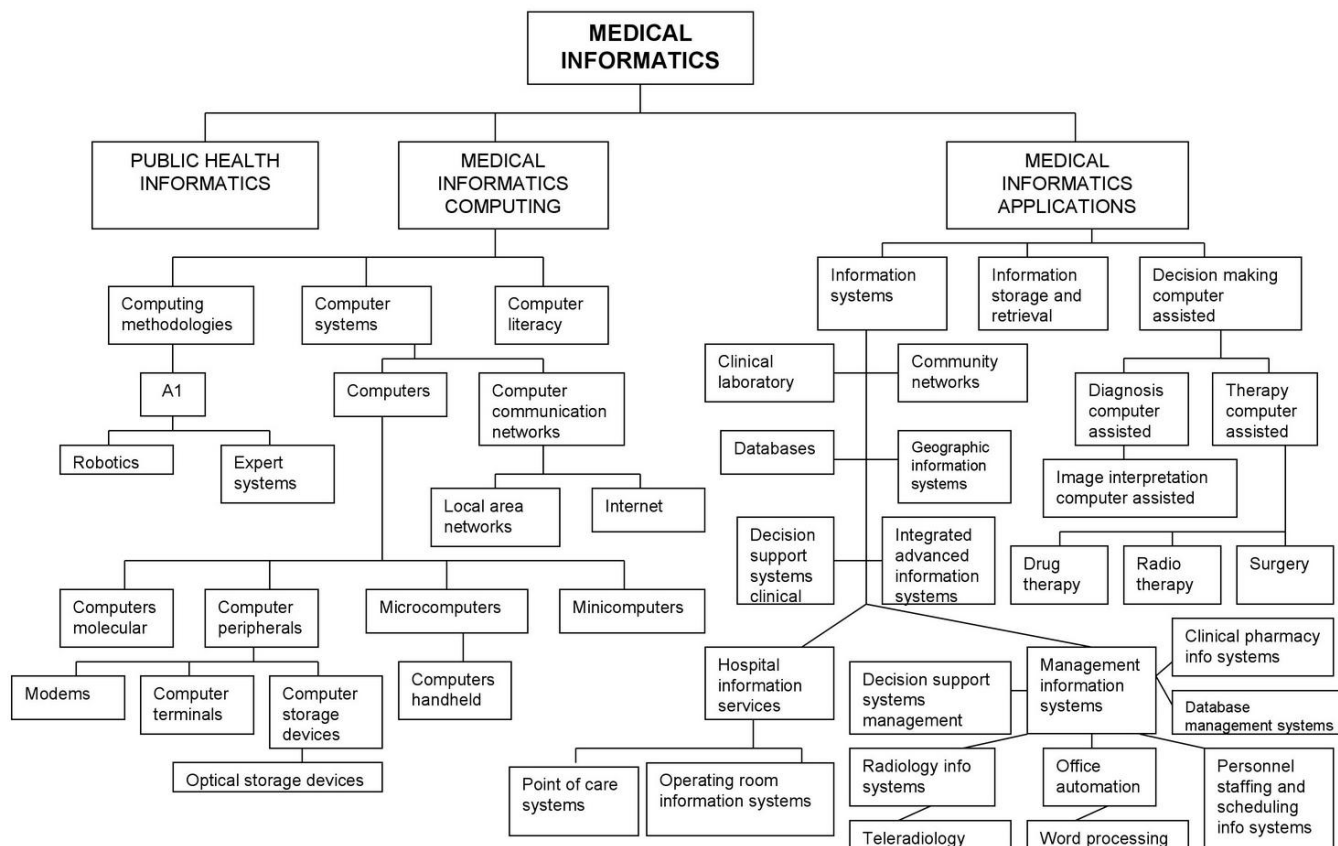 MEDICAL
INFORMATICS
PUBLIC HEALTH
INFORMATICS
MEDICAL
INFORMATICS
COMPUTING
MEDICAL
INFORMATICS
APPLICATIONS
Computing
methodologies
Computer
systems
Computer
literacy
Information
systems
Information
storage and
retrieval
Decision making
computer
assisted
A1
Computers
Computer
communication
networks
Clinical
laboratory
Community
networks
Diagnosis
computer
assisted
Therapy
computer
assisted
Robotics
Expert
systems
Databases
Geographic
information
systems
Image interpretation
computer assisted
Local area
networks
Internet
Decision
support
systems
clinical
Integrated
advanced
information
systems
Drug
therapy
Radio
therapy
Surgery
Computers
molecular
Computer
peripherals
Microcomputers
Minicomputers
Modems
Computer
terminals
Computer
storage
devices
Computers
handheld
Optical storage devices
Hospital
information
services
Decision support
systems
management
Management
information
systems
Clinical pharmacy
info systems
Database
management systems
Point of care
systems
Operating room
information systems
Radiology info
systems
Office
automation
Personnel
staffing and
scheduling
info systems
Teleradiology
Word processing